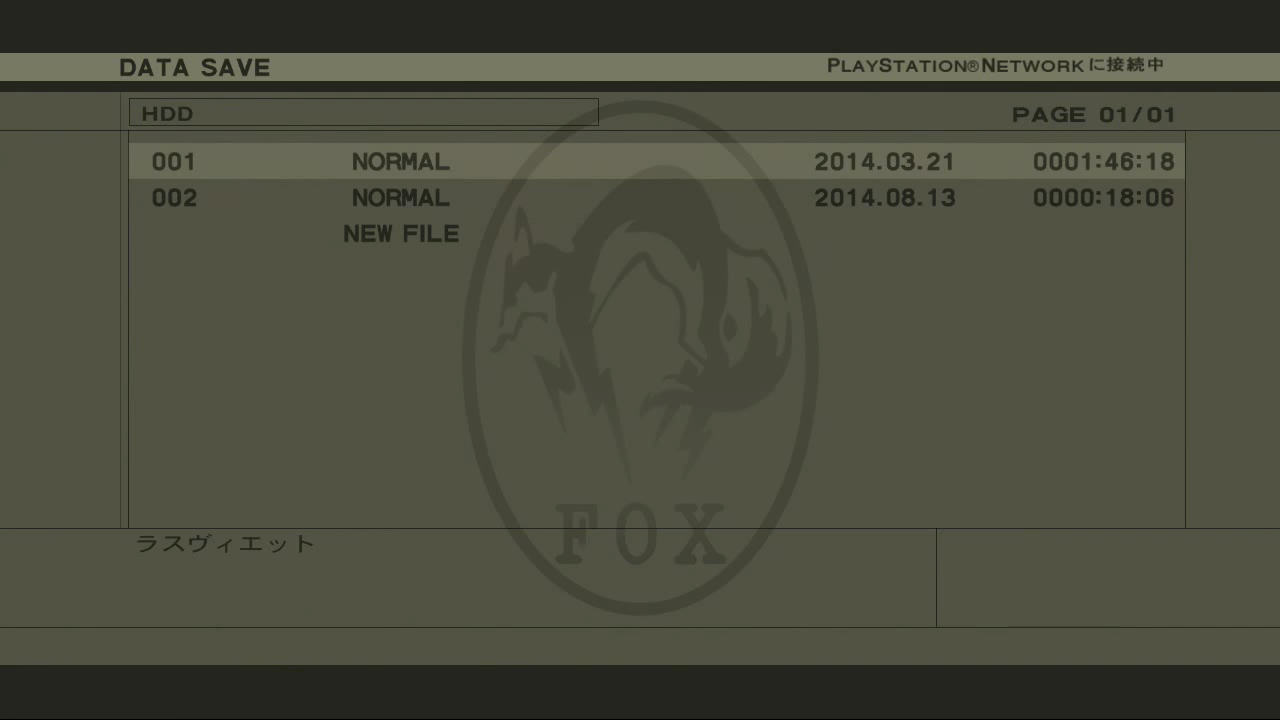 DATA SAVE PLAYSTATION®NETWORKに接続中
HDD PAGE 01/01
001 NORMAL 2014.03.21 0001:46:18
002 NORMAL 2014.08.13 0000:18:06
NEW FILE
FOX
ラスヴィエット